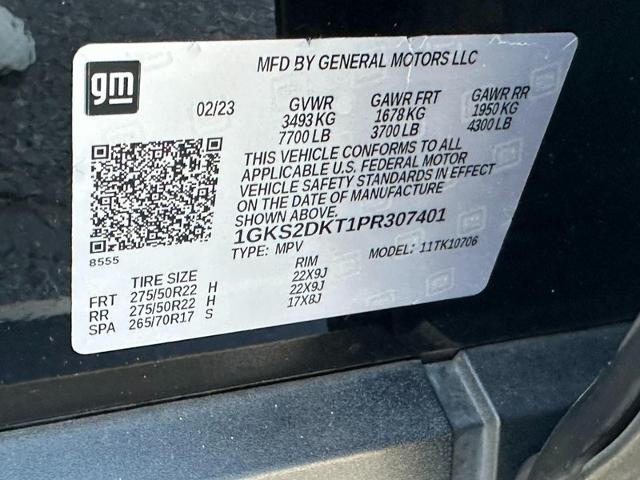 gm
MFD BY GENERAL MOTORS LLC
02/23 GVWR GAWR FRT GAWR RR
3493 KG 1678 KG 1950 KG
7700 LB 3700 LB 4300 LB
THIS VEHICLE CONFORMS TO ALL
APPLICABLE U.S. FEDERAL MOTOR
VEHICLE SAFETY STANDARDS IN EFFECT
ON THE DATE OF MANUFACTURE
SHOWN ABOVE.
1GKS2DKT1PR307401
8555 TYPE: MPV MODEL: 11TK10706
TIRE SIZE RIM
FRT 275/50R22 H 22X9J
RR 275/50R22 H 22X9J
SPA 265/70R17 S 17X8J